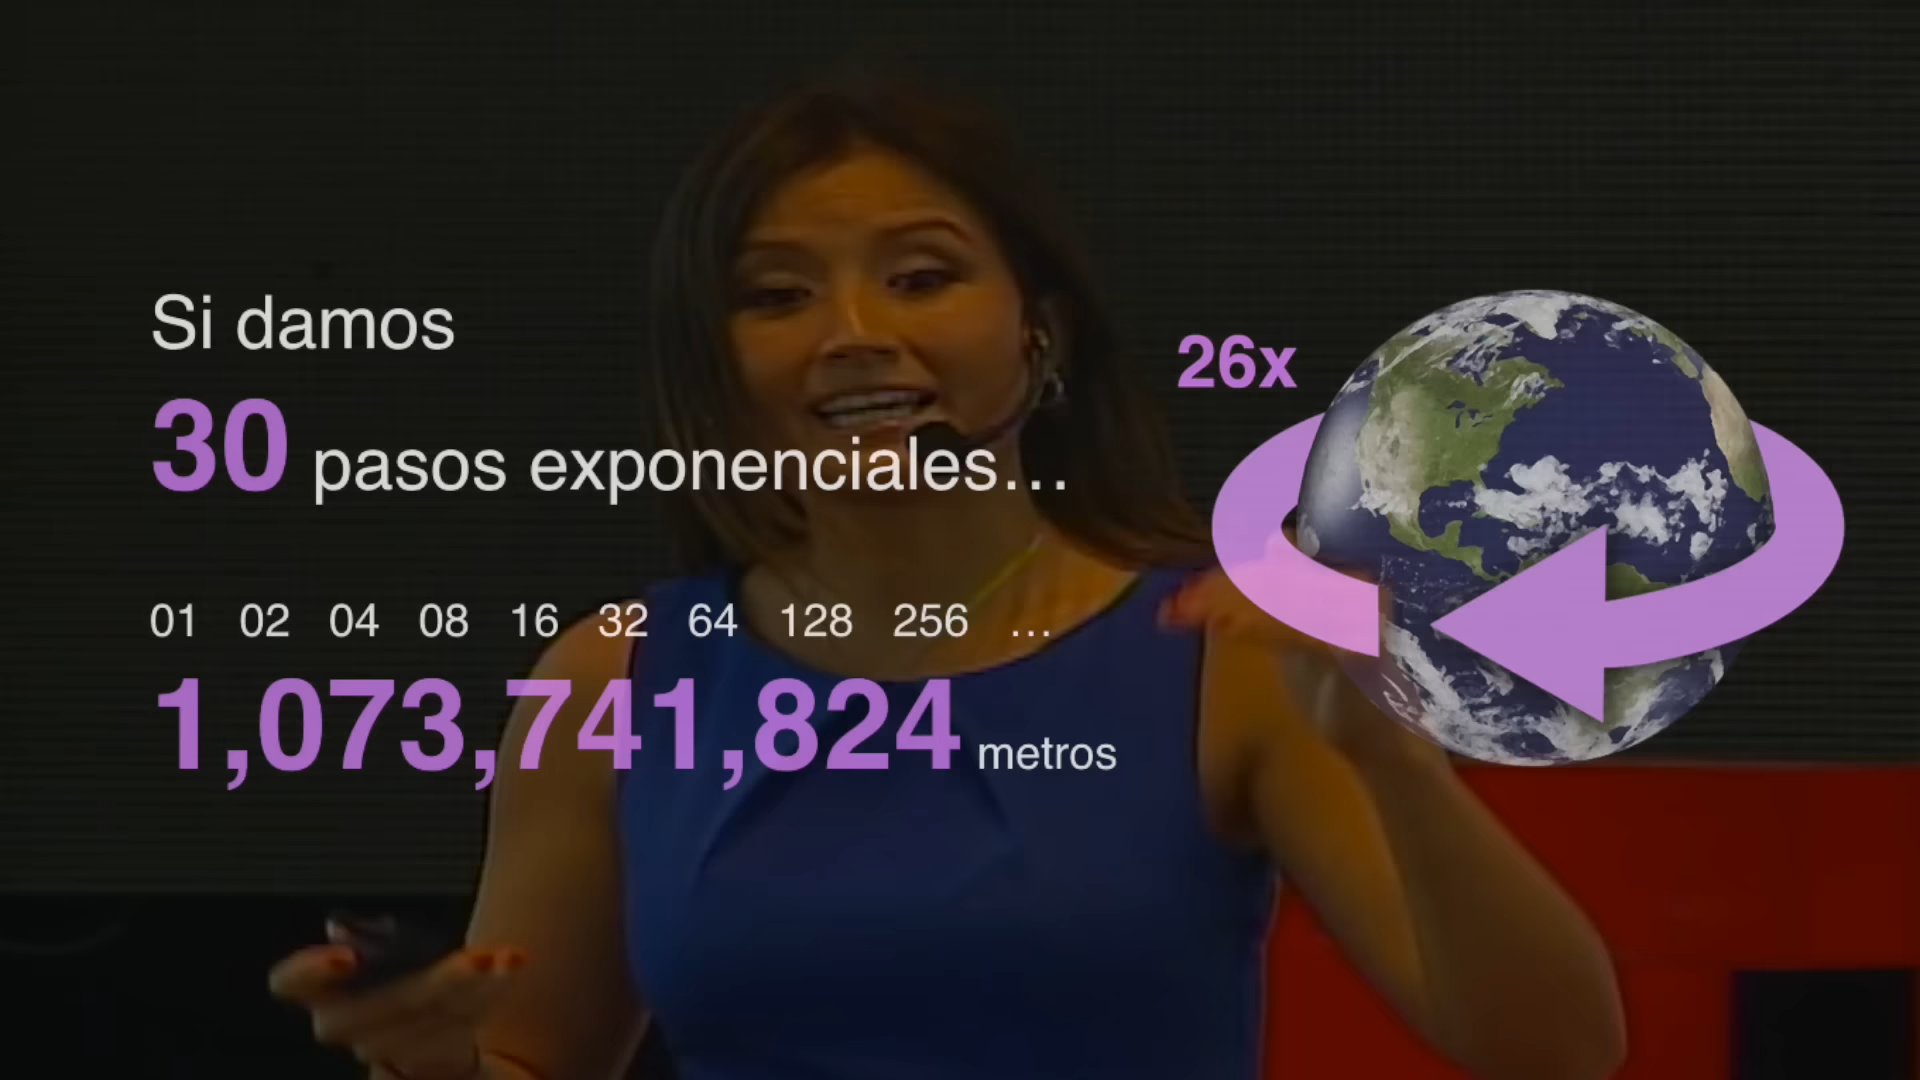 Si damos
30 pasos exponenciales...
26x
01 02 04 08 16 32 64 128 256 ...
1,073,741,824 metros